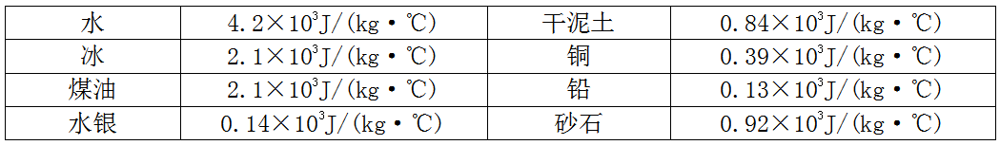 水 4.2×10³J/(kg·℃) 干泥土 0.84×10³J/(kg·℃)
冰 2.1×10³J/(kg·℃) 铜 0.39×10³J/(kg·℃)
煤油 2.1×10³J/(kg·℃) 铅 0.13×10³J/(kg·℃)
水银 0.14×10³J/(kg·℃) 砂石 0.92×10³J/(kg·℃)